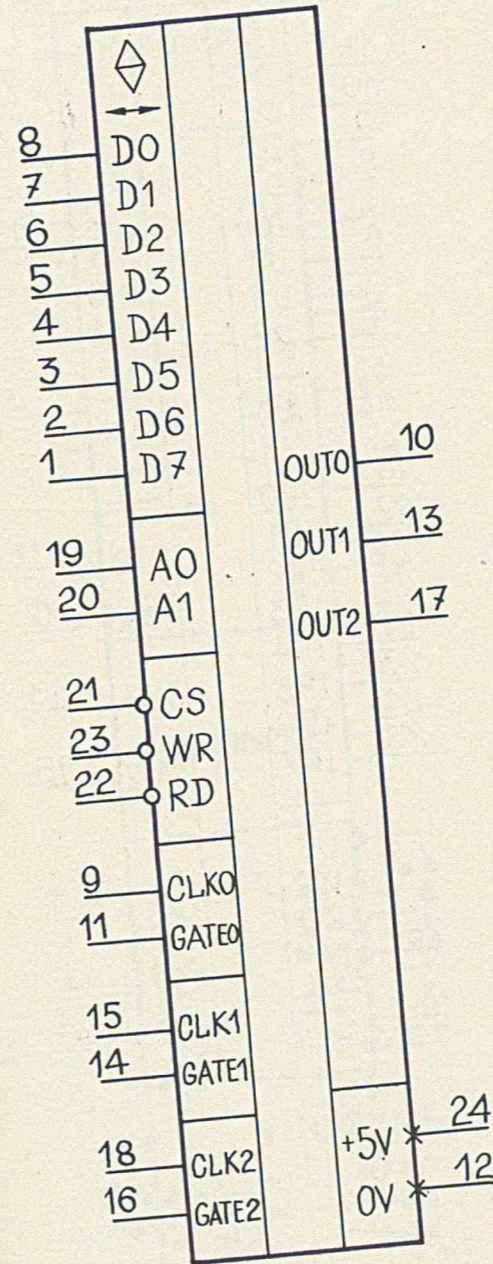 8 D0
7 D1
6 D2
5 D3
4 D4
3 D5
2 D6
1 D7
OUT0 10
OUT1 13
19 A0
20 A1
OUT2 17
21 CS
23 WR
22 RD
9 CLK0
11 GATE0
15 CLK1
14 GATE1
+5V 24
18 CLK2
0V 12
16 GATE2